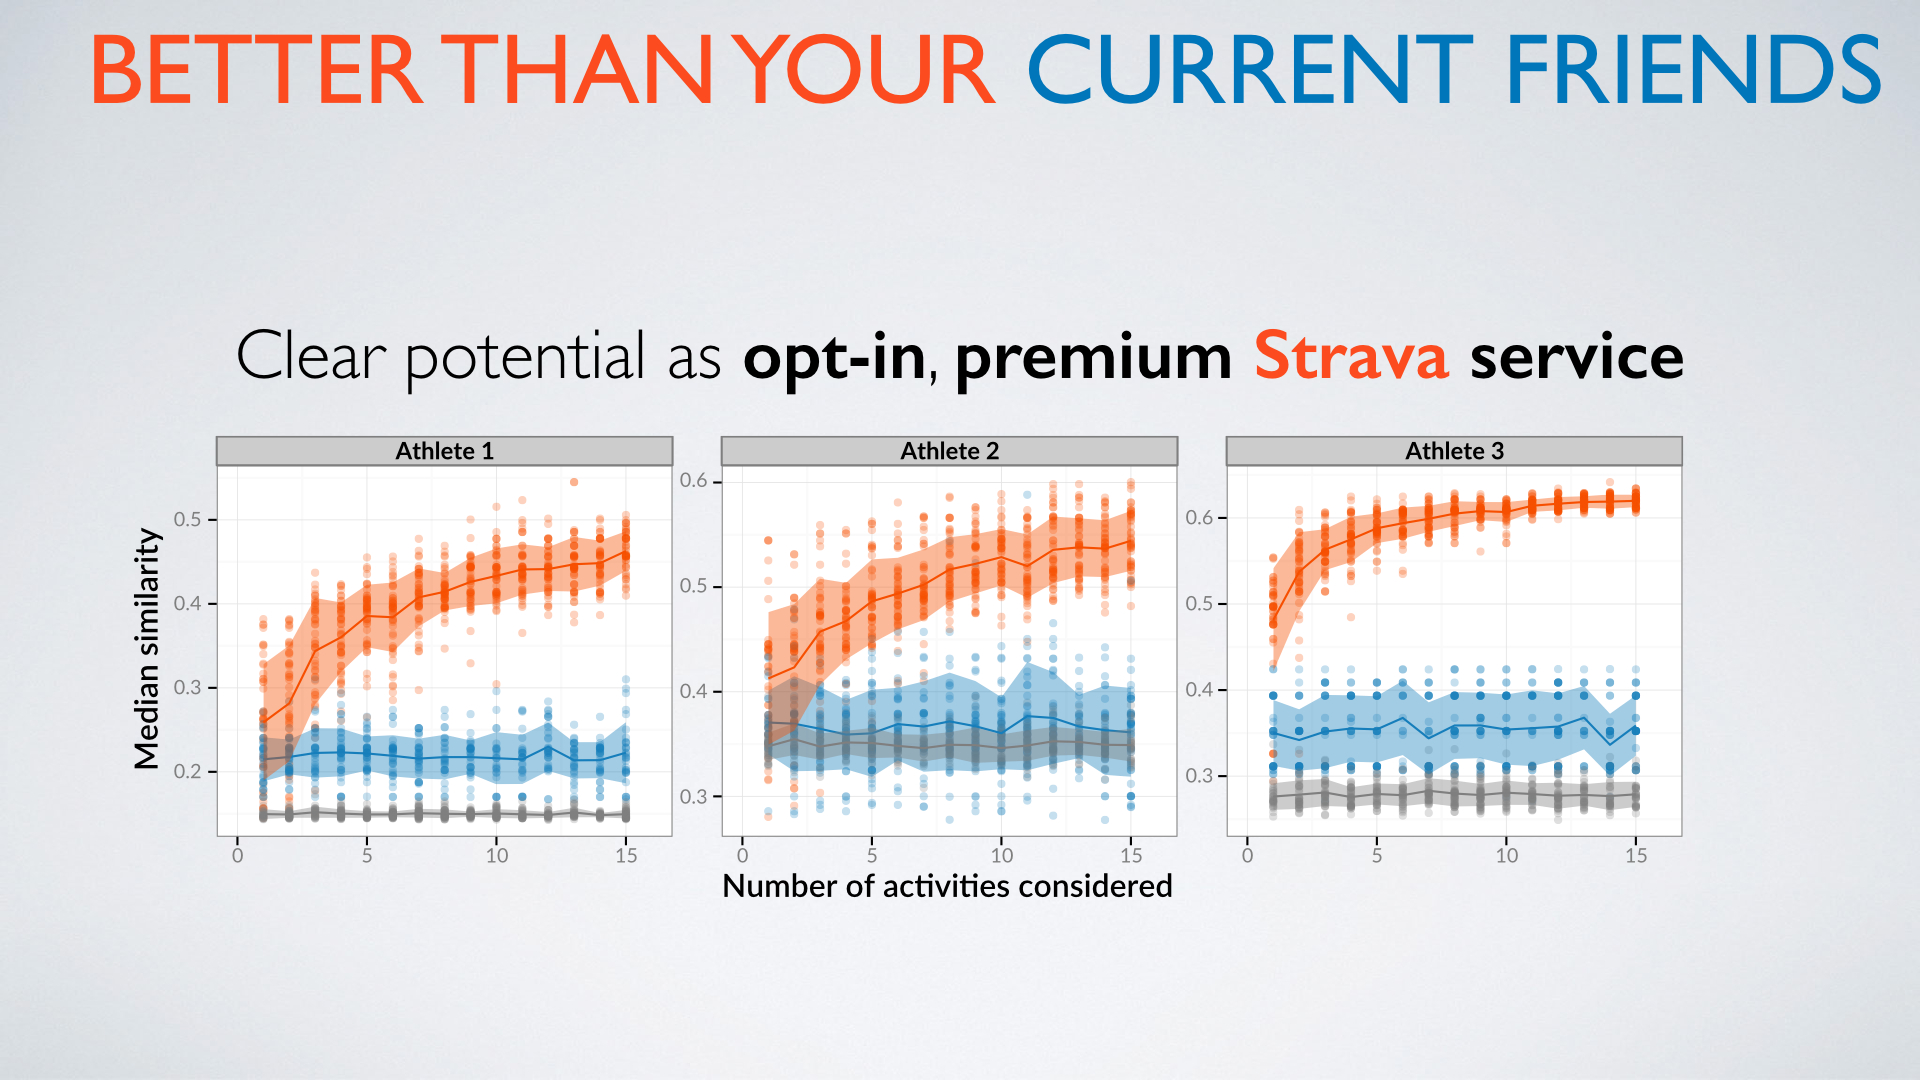 BETTER THAN YOUR CURRENT FRIENDS
Clear potential as opt-in, premium Strava service
Athlete 1
Athlete 2
Athlete 3
Median similarity
0.5
0.4
0.3
0.2
0 5 10 15
0.6
0.5
0.4
0.3
0 5 10 15
0.6
0.5
0.4
0.3
0 5 10 15
Number of activities considered